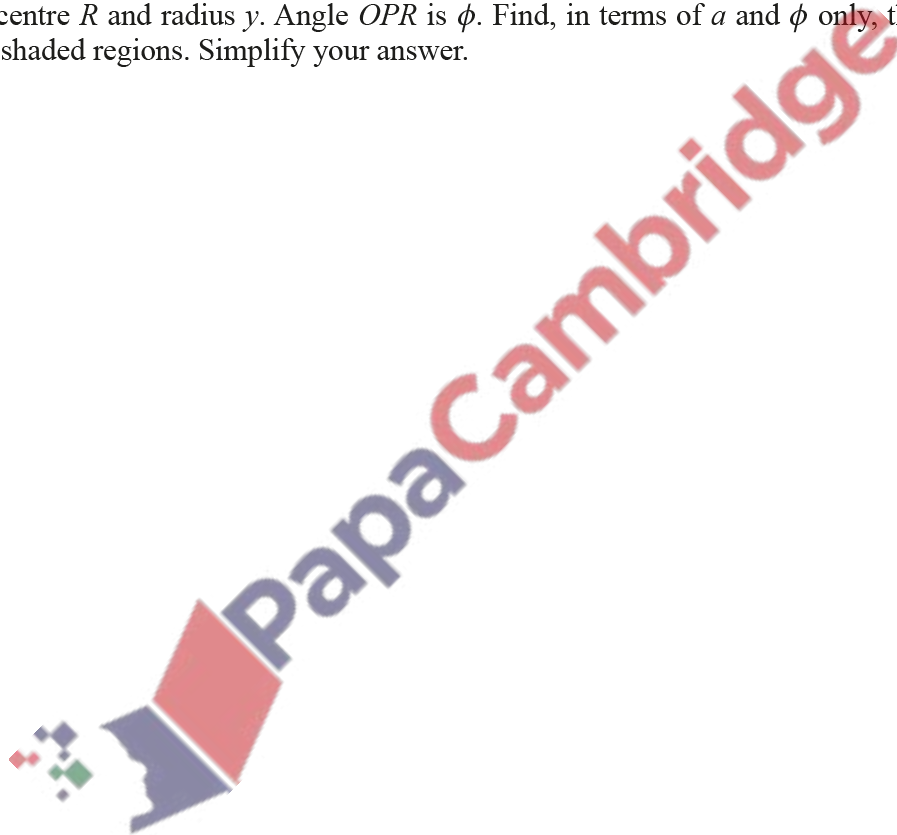 centre R and radius y. Angle OPR is ϕ. Find, in terms of a and ϕ only,
shaded regions. Simplify your answer.
PapaCambridge